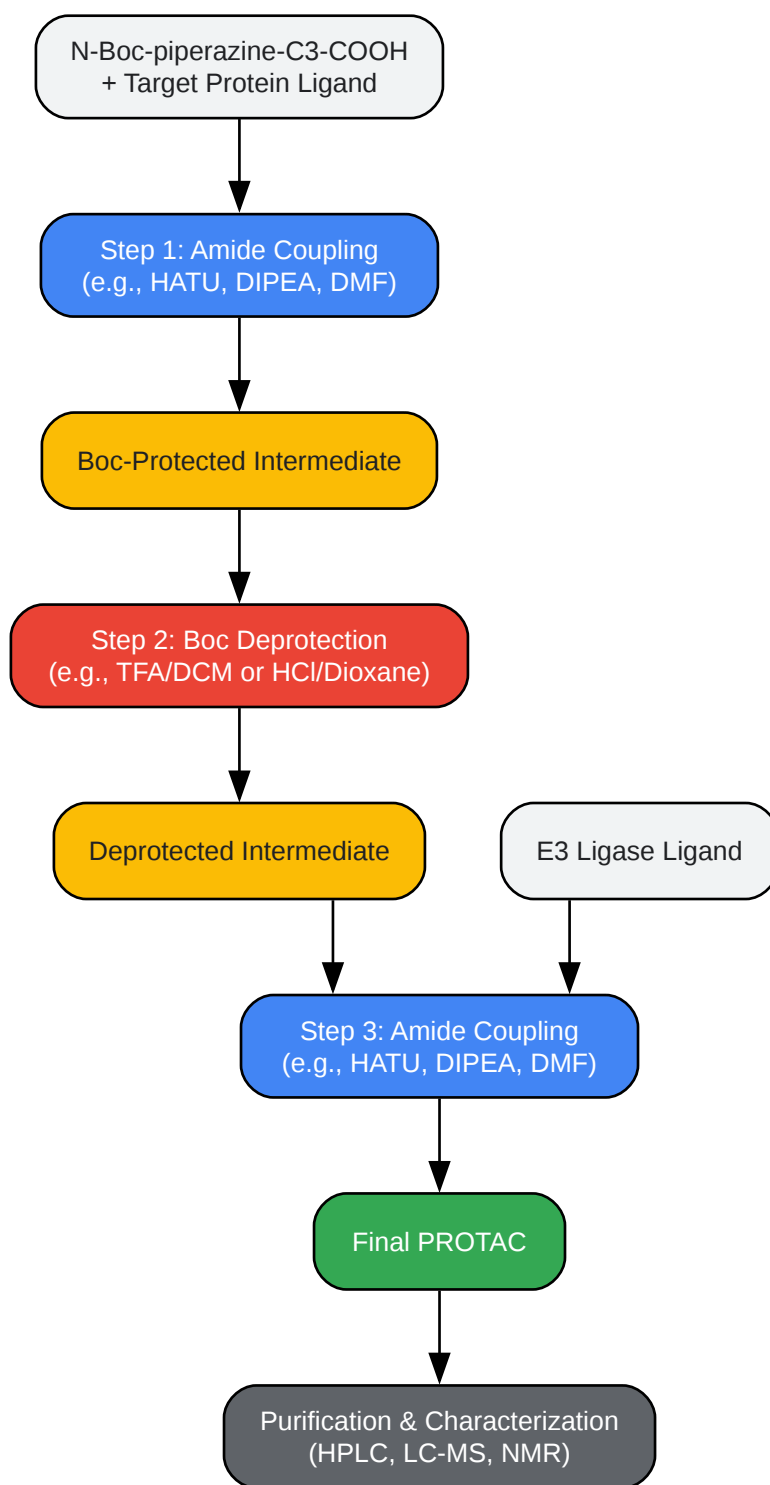 N-Boc-piperazine-C3-COOH
+ Target Protein Ligand
Step 1: Amide Coupling
(e.g., HATU, DIPEA, DMF)
Boc-Protected Intermediate
Step 2: Boc Deprotection
(e.g., TFA/DCM or HCl/Dioxane)
Deprotected Intermediate
E3 Ligase Ligand
Step 3: Amide Coupling
(e.g., HATU, DIPEA, DMF)
Final PROTAC
Purification & Characterization
(HPLC, LC-MS, NMR)